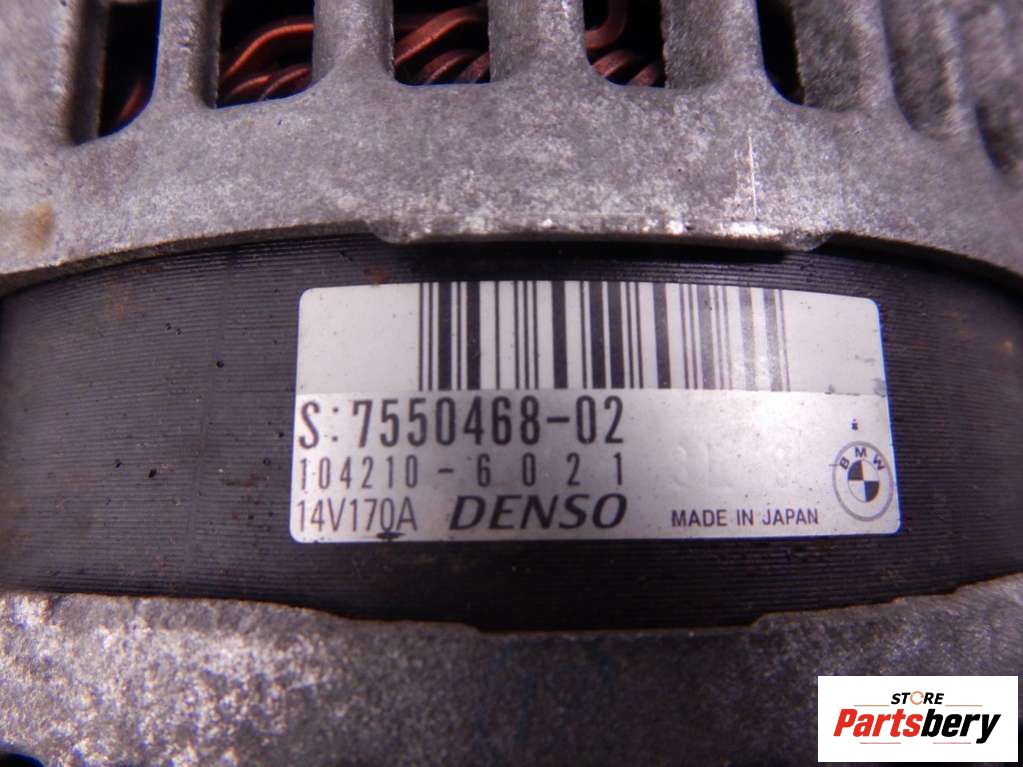 S:7550468-02
104210-6021
14V170A DENSO MADE IN JAPAN
BMW
STORE
Partsbery